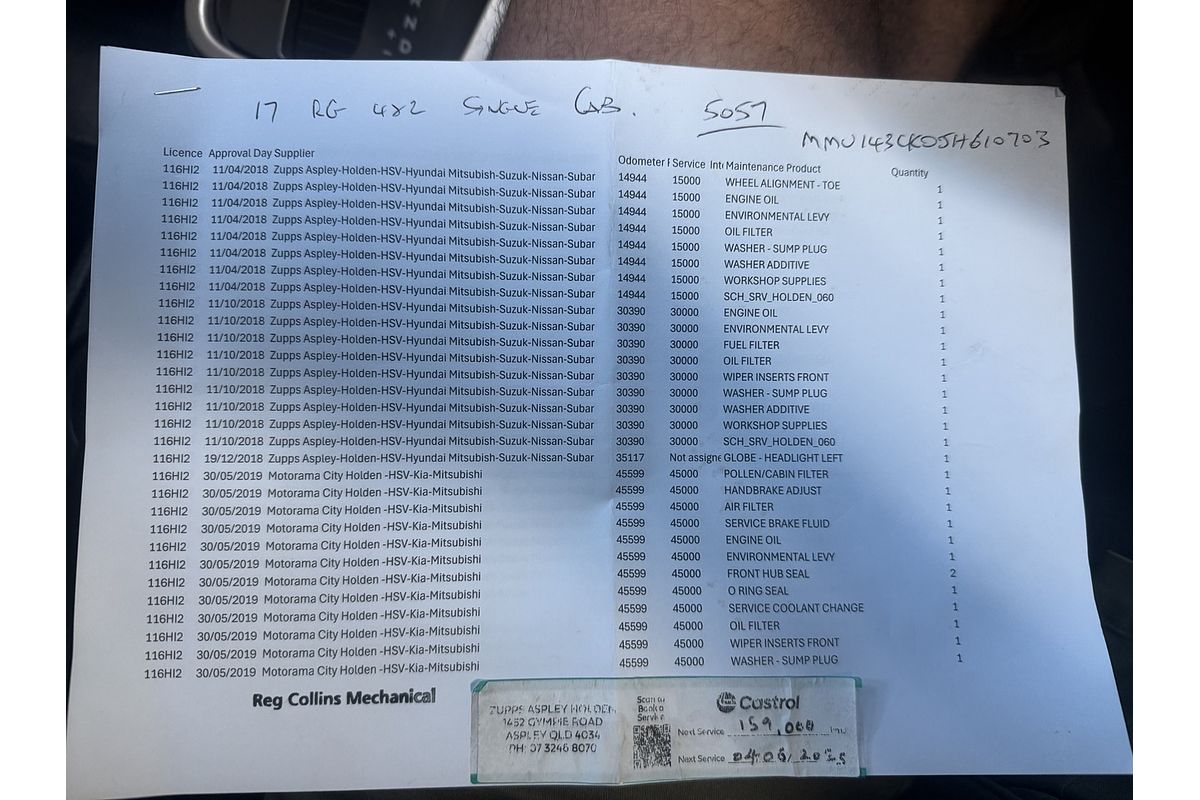 17 RG 4x2 SINGLE CAB. 5057
MMU143CK05H610703
Licence Approval Day Supplier Odometer R Service Inte Maintenance Product Quantity
116HI2 11/04/2018 Zupps Aspley-Holden-HSV-Hyundai Mitsubish-Suzuk-Nissan-Subar 14944 15000 WHEEL ALIGNMENT - TOE 1
116HI2 11/04/2018 Zupps Aspley-Holden-HSV-Hyundai Mitsubish-Suzuk-Nissan-Subar 14944 15000 ENGINE OIL 1
116HI2 11/04/2018 Zupps Aspley-Holden-HSV-Hyundai Mitsubish-Suzuk-Nissan-Subar 14944 15000 ENVIRONMENTAL LEVY 1
116HI2 11/04/2018 Zupps Aspley-Holden-HSV-Hyundai Mitsubish-Suzuk-Nissan-Subar 14944 15000 OIL FILTER 1
116HI2 11/04/2018 Zupps Aspley-Holden-HSV-Hyundai Mitsubish-Suzuk-Nissan-Subar 14944 15000 WASHER - SUMP PLUG 1
116HI2 11/04/2018 Zupps Aspley-Holden-HSV-Hyundai Mitsubish-Suzuk-Nissan-Subar 14944 15000 WASHER ADDITIVE 1
116HI2 11/04/2018 Zupps Aspley-Holden-HSV-Hyundai Mitsubish-Suzuk-Nissan-Subar 14944 15000 WORKSHOP SUPPLIES 1
116HI2 11/04/2018 Zupps Aspley-Holden-HSV-Hyundai Mitsubish-Suzuk-Nissan-Subar 14944 15000 SCH_SRV_HOLDEN_060 1
116HI2 11/10/2018 Zupps Aspley-Holden-HSV-Hyundai Mitsubish-Suzuk-Nissan-Subar 30390 30000 ENGINE OIL 1
116HI2 11/10/2018 Zupps Aspley-Holden-HSV-Hyundai Mitsubish-Suzuk-Nissan-Subar 30390 30000 ENVIRONMENTAL LEVY 1
116HI2 11/10/2018 Zupps Aspley-Holden-HSV-Hyundai Mitsubish-Suzuk-Nissan-Subar 30390 30000 FUEL FILTER 1
116HI2 11/10/2018 Zupps Aspley-Holden-HSV-Hyundai Mitsubish-Suzuk-Nissan-Subar 30390 30000 OIL FILTER 1
116HI2 11/10/2018 Zupps Aspley-Holden-HSV-Hyundai Mitsubish-Suzuk-Nissan-Subar 30390 30000 WIPER INSERTS FRONT 1
116HI2 11/10/2018 Zupps Aspley-Holden-HSV-Hyundai Mitsubish-Suzuk-Nissan-Subar 30390 30000 WASHER - SUMP PLUG 1
116HI2 11/10/2018 Zupps Aspley-Holden-HSV-Hyundai Mitsubish-Suzuk-Nissan-Subar 30390 30000 WASHER ADDITIVE 1
116HI2 11/10/2018 Zupps Aspley-Holden-HSV-Hyundai Mitsubish-Suzuk-Nissan-Subar 30390 30000 WORKSHOP SUPPLIES 1
116HI2 11/10/2018 Zupps Aspley-Holden-HSV-Hyundai Mitsubish-Suzuk-Nissan-Subar 30390 30000 SCH_SRV_HOLDEN_060 1
116HI2 19/12/2018 Zupps Aspley-Holden-HSV-Hyundai Mitsubish-Suzuk-Nissan-Subar 35117 Not assigne GLOBE - HEADLIGHT LEFT 1
116HI2 30/05/2019 Motorama City Holden -HSV-Kia-Mitsubishi 45599 45000 POLLEN/CABIN FILTER 1
116HI2 30/05/2019 Motorama City Holden -HSV-Kia-Mitsubishi 45599 45000 HANDBRAKE ADJUST 1
116HI2 30/05/2019 Motorama City Holden -HSV-Kia-Mitsubishi 45599 45000 AIR FILTER 1
116HI2 30/05/2019 Motorama City Holden -HSV-Kia-Mitsubishi 45599 45000 SERVICE BRAKE FLUID 1
116HI2 30/05/2019 Motorama City Holden -HSV-Kia-Mitsubishi 45599 45000 ENGINE OIL 1
116HI2 30/05/2019 Motorama City Holden -HSV-Kia-Mitsubishi 45599 45000 ENVIRONMENTAL LEVY 1
116HI2 30/05/2019 Motorama City Holden -HSV-Kia-Mitsubishi 45599 45000 FRONT HUB SEAL 2
116HI2 30/05/2019 Motorama City Holden -HSV-Kia-Mitsubishi 45599 45000 O RING SEAL 1
116HI2 30/05/2019 Motorama City Holden -HSV-Kia-Mitsubishi 45599 45000 SERVICE COOLANT CHANGE 1
116HI2 30/05/2019 Motorama City Holden -HSV-Kia-Mitsubishi 45599 45000 OIL FILTER 1
116HI2 30/05/2019 Motorama City Holden -HSV-Kia-Mitsubishi 45599 45000 WIPER INSERTS FRONT 1
116HI2 30/05/2019 Motorama City Holden -HSV-Kia-Mitsubishi 45599 45000 WASHER - SUMP PLUG 1
Reg Collins Mechanical
ZUPPS ASPLEY HOLDEN
1452 GYMPIE ROAD
ASPLEY QLD 4034
PH: 07 3246 8070
Scan to
Book a
Service
Castrol
Next Service 159,000
Next Service 04 06/2025